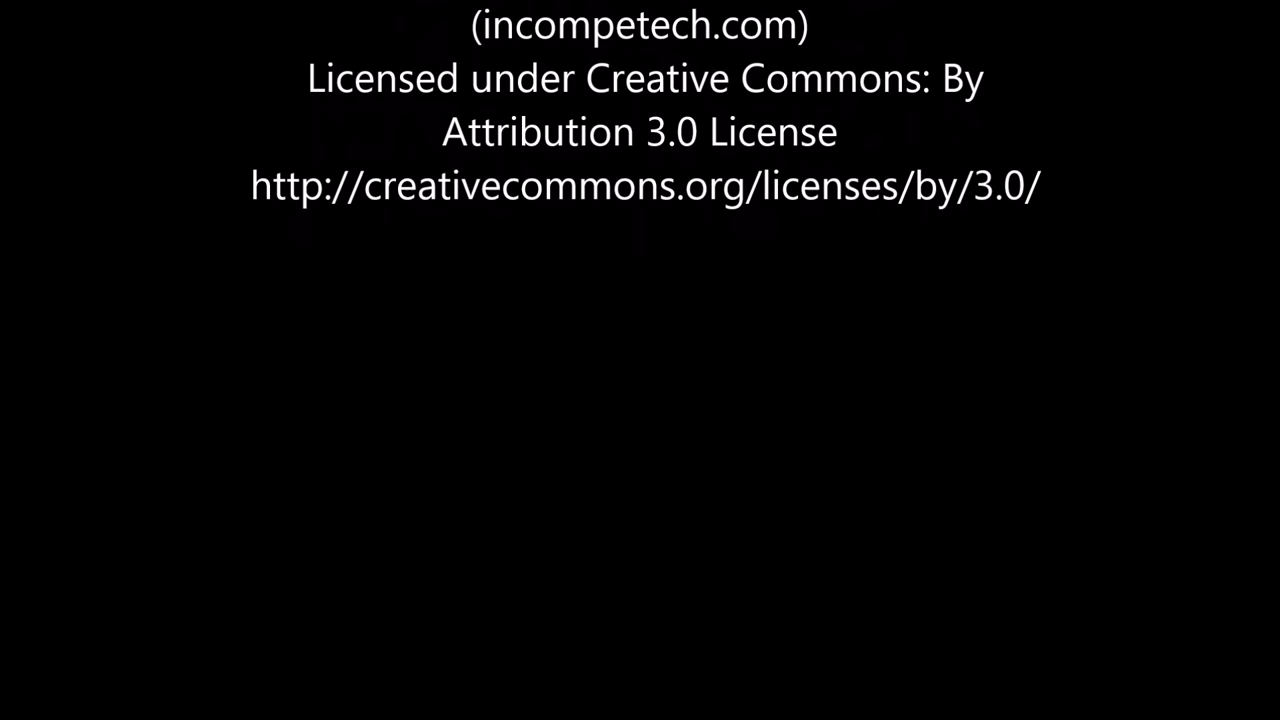 (incompetech.com)
Licensed under Creative Commons: By
Attribution 3.0 License
http://creativecommons.org/licenses/by/3.0/